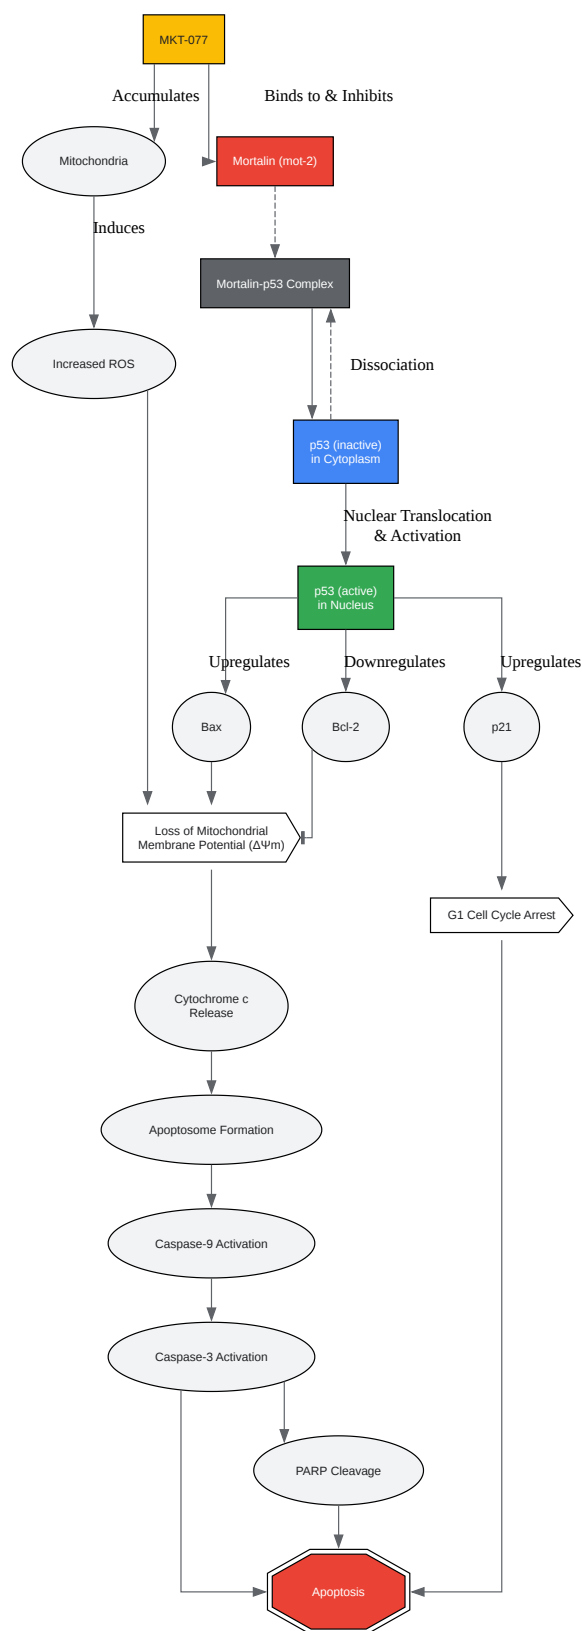 MKT-077
Accumulates
Binds to & Inhibits
Mitochondria
Mortalin (mot-2)
Induces
Mortalin-p53 Complex
Increased ROS
Dissociation
p53 (inactive)
in Cytoplasm
Nuclear Translocation
& Activation
p53 (active)
in Nucleus
Upregulates
Downregulates
Upregulates
Bax
Bcl-2
p21
Loss of Mitochondrial
Membrane Potential (ΔΨm)
G1 Cell Cycle Arrest
Cytochrome c
Release
Apoptosome Formation
Caspase-9 Activation
Caspase-3 Activation
PARP Cleavage
Apoptosis